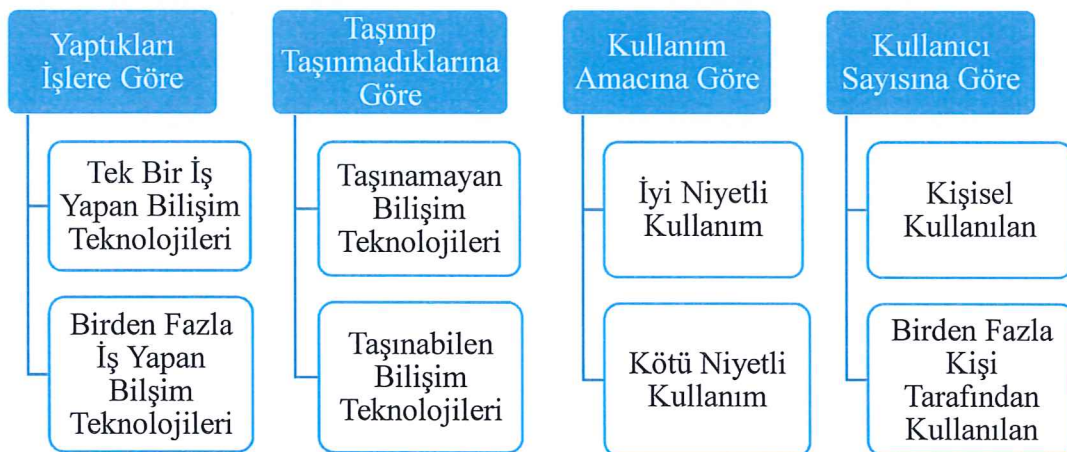 Yaptıkları
İşlere Göre
Tek Bir İş
Yapan Bilişim
Teknolojileri
Birden Fazla
İş Yapan
Bilşim
Teknolojileri
Taşınıp
Taşınmadıklarına
Göre
Taşınamayan
Bilişim
Teknolojileri
Taşınabilen
Bilişim
Teknolojileri
Kullanım
Amacına Göre
İyi Niyetli
Kullanım
Kötü Niyetli
Kullanım
Kullanıcı
Sayısına Göre
Kişisel
Kullanılan
Birden Fazla
Kişi
Tarafından
Kullanılan